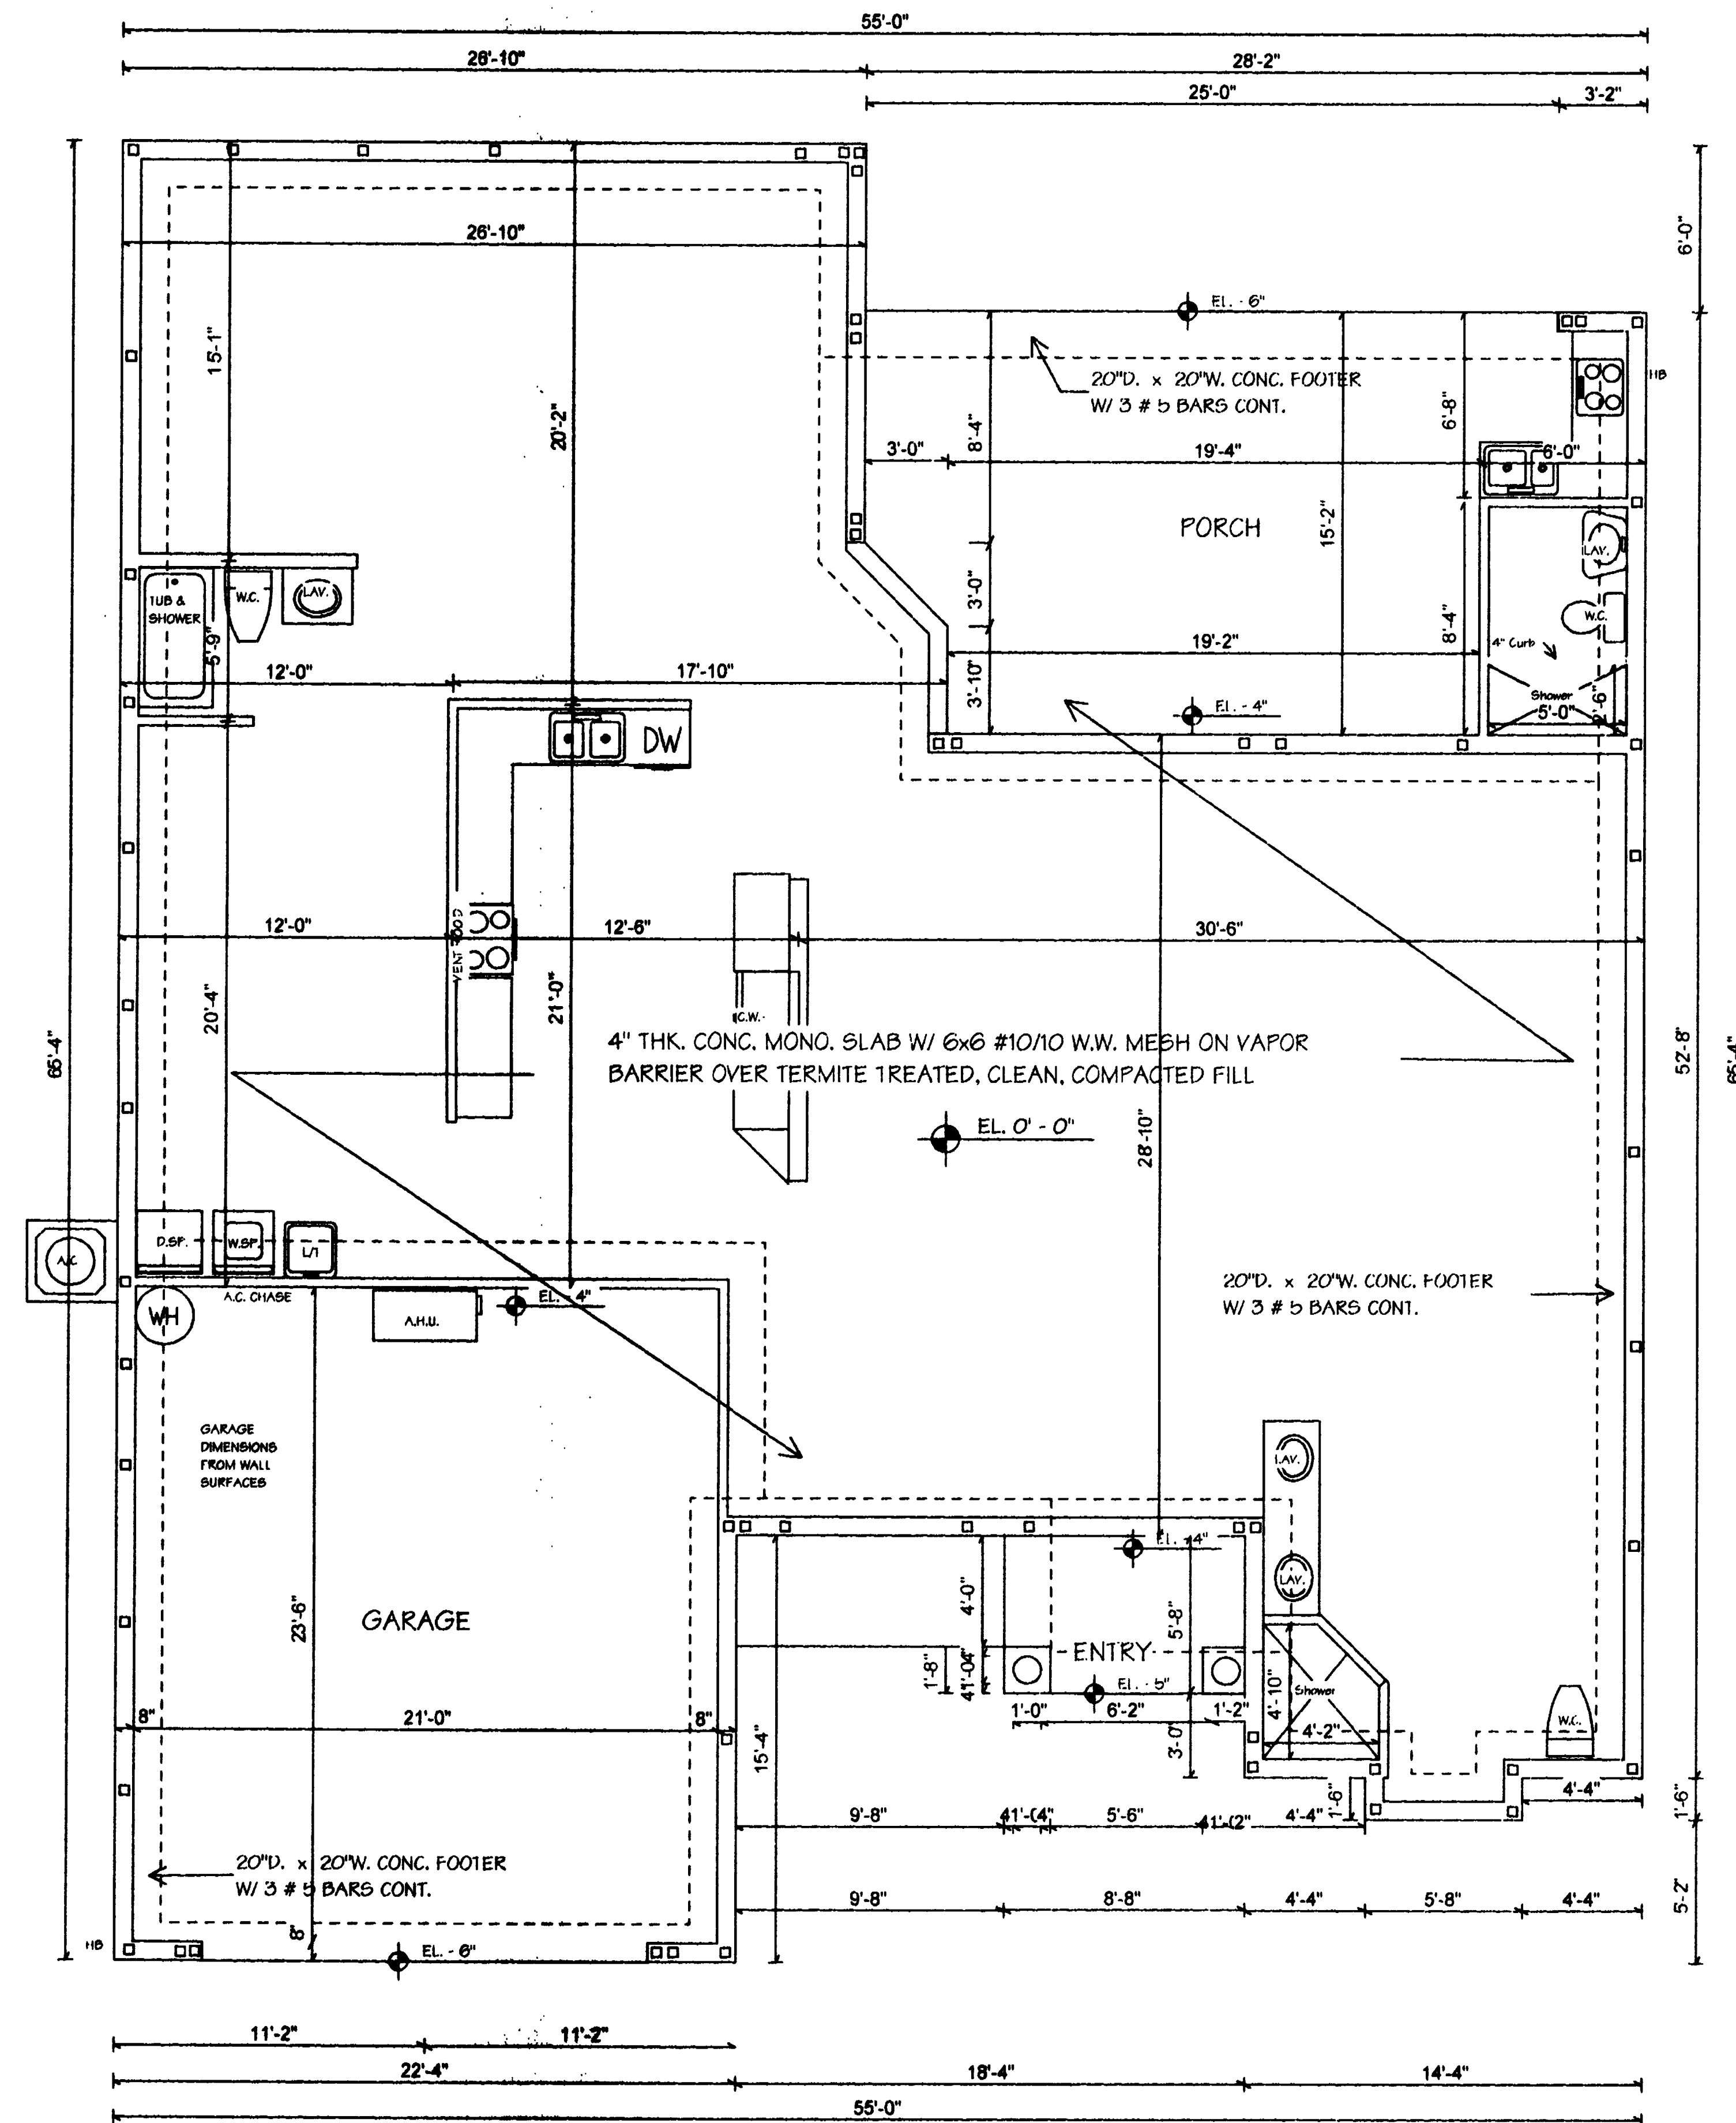 55'-0"
26'-10"
28'-2"
25'-0"
3'-2"
6'-0"
26'-10"
EL. - 6"
15'-1"
20'-2"
20"D. x 20"W. CONC. FOOTER
W/ 3 # 5 BARS CONT.
HB
8'-4"
6'-8"
3'-0"
19'-4"
6'-0"
PORCH
15'-2"
LAV.
TUB &
SHOWER
W.C.
LAV.
3'-0"
8'-4"
W.C.
5'-9"
4" Curb
19'-2"
12'-0"
17'-10"
3'-10"
Shower
5'-0"
EL. - 4"
DW
VENT HOOD
12'-0"
12'-6"
30'-6"
20'-4"
21'-0"
C.W.
4" THK. CONC. MONO. SLAB W/ 6x6 #10/10 W.W. MESH ON VAPOR
BARRIER OVER TERMITE TREATED, CLEAN, COMPACTED FILL
65'-4"
52'-8"
65'-4"
28'-10"
EL. 0' - 0"
A.C.
D.SP.
W.SP.
L/T
A.C. CHASE
WH
A.H.U.
EL. - 4"
20"D. x 20"W. CONC. FOOTER
W/ 3 # 5 BARS CONT.
GARAGE
DIMENSIONS
FROM WALL
SURFACES
LAV.
EL. - 4"
LAV.
GARAGE
23'-6"
4'-0"
5'-8"
ENTRY
1'-8"
EL. - 5"
4'-10"
Shower
1'-0"
6'-2"
1'-2"
8"
21'-0"
8"
15'-4"
3'-0"
4'-2"
W.C.
1'-6"
4'-4"
1'-6"
9'-8"
5'-6"
4'-4"
20"D. x 20"W. CONC. FOOTER
W/ 3 # 5 BARS CONT.
9'-8"
8'-8"
4'-4"
5'-8"
4'-4"
5'-2"
HB
8"
EL. - 6"
11'-2"
11'-2"
22'-4"
18'-4"
14'-4"
55'-0"